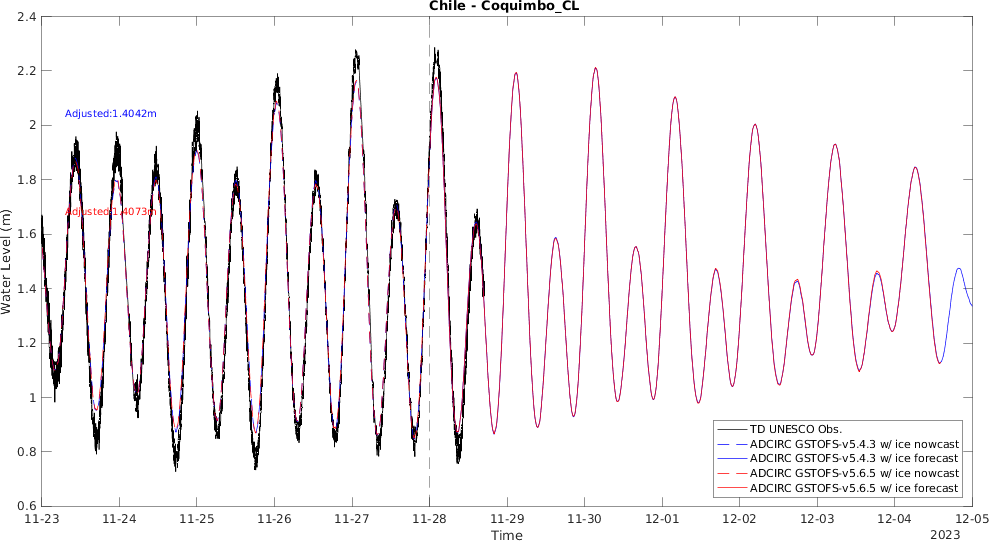 Chile - Coquimbo_CL
2.4
2.2
2
1.8
1.6
1.4
1.2
1
0.8
0.6
Water Level (m)
Adjusted:1.4042m
Adjusted:1.4073m
TD UNESCO Obs.
ADCIRC GSTOFS-v5.4.3 w/ ice nowcast
ADCIRC GSTOFS-v5.4.3 w/ ice forecast
ADCIRC GSTOFS-v5.6.5 w/ ice nowcast
ADCIRC GSTOFS-v5.6.5 w/ ice forecast
11-23 11-24 11-25 11-26 11-27 11-28 11-29 11-30 12-01 12-02 12-03 12-04 12-05
Time
2023